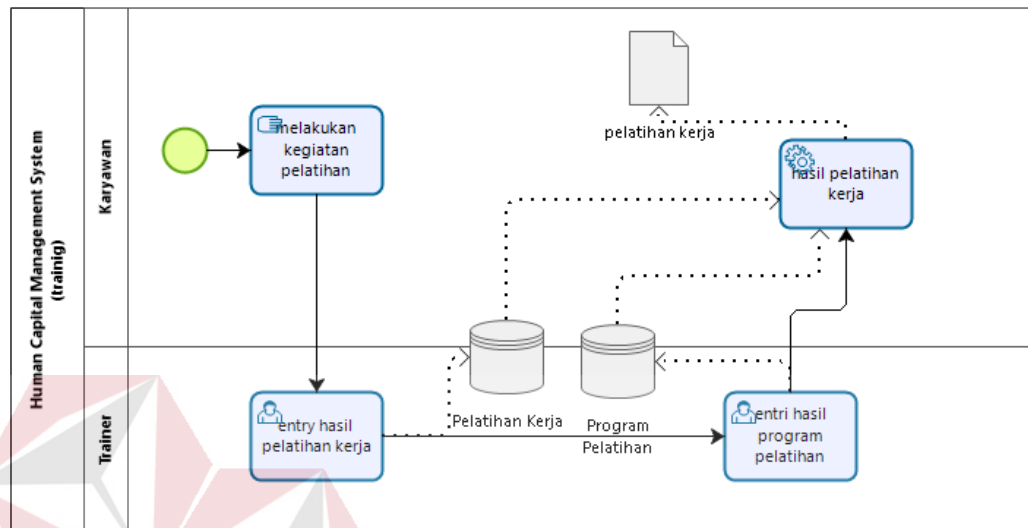 Human Capital Management System
(trainig)
Karyawan
melakukan
kegiatan
pelatihan
pelatihan kerja
hasil pelatihan
kerja
Trainer
entry hasil
pelatihan kerja
Pelatihan Kerja
Program
Pelatihan
entri hasil
program
pelatihan